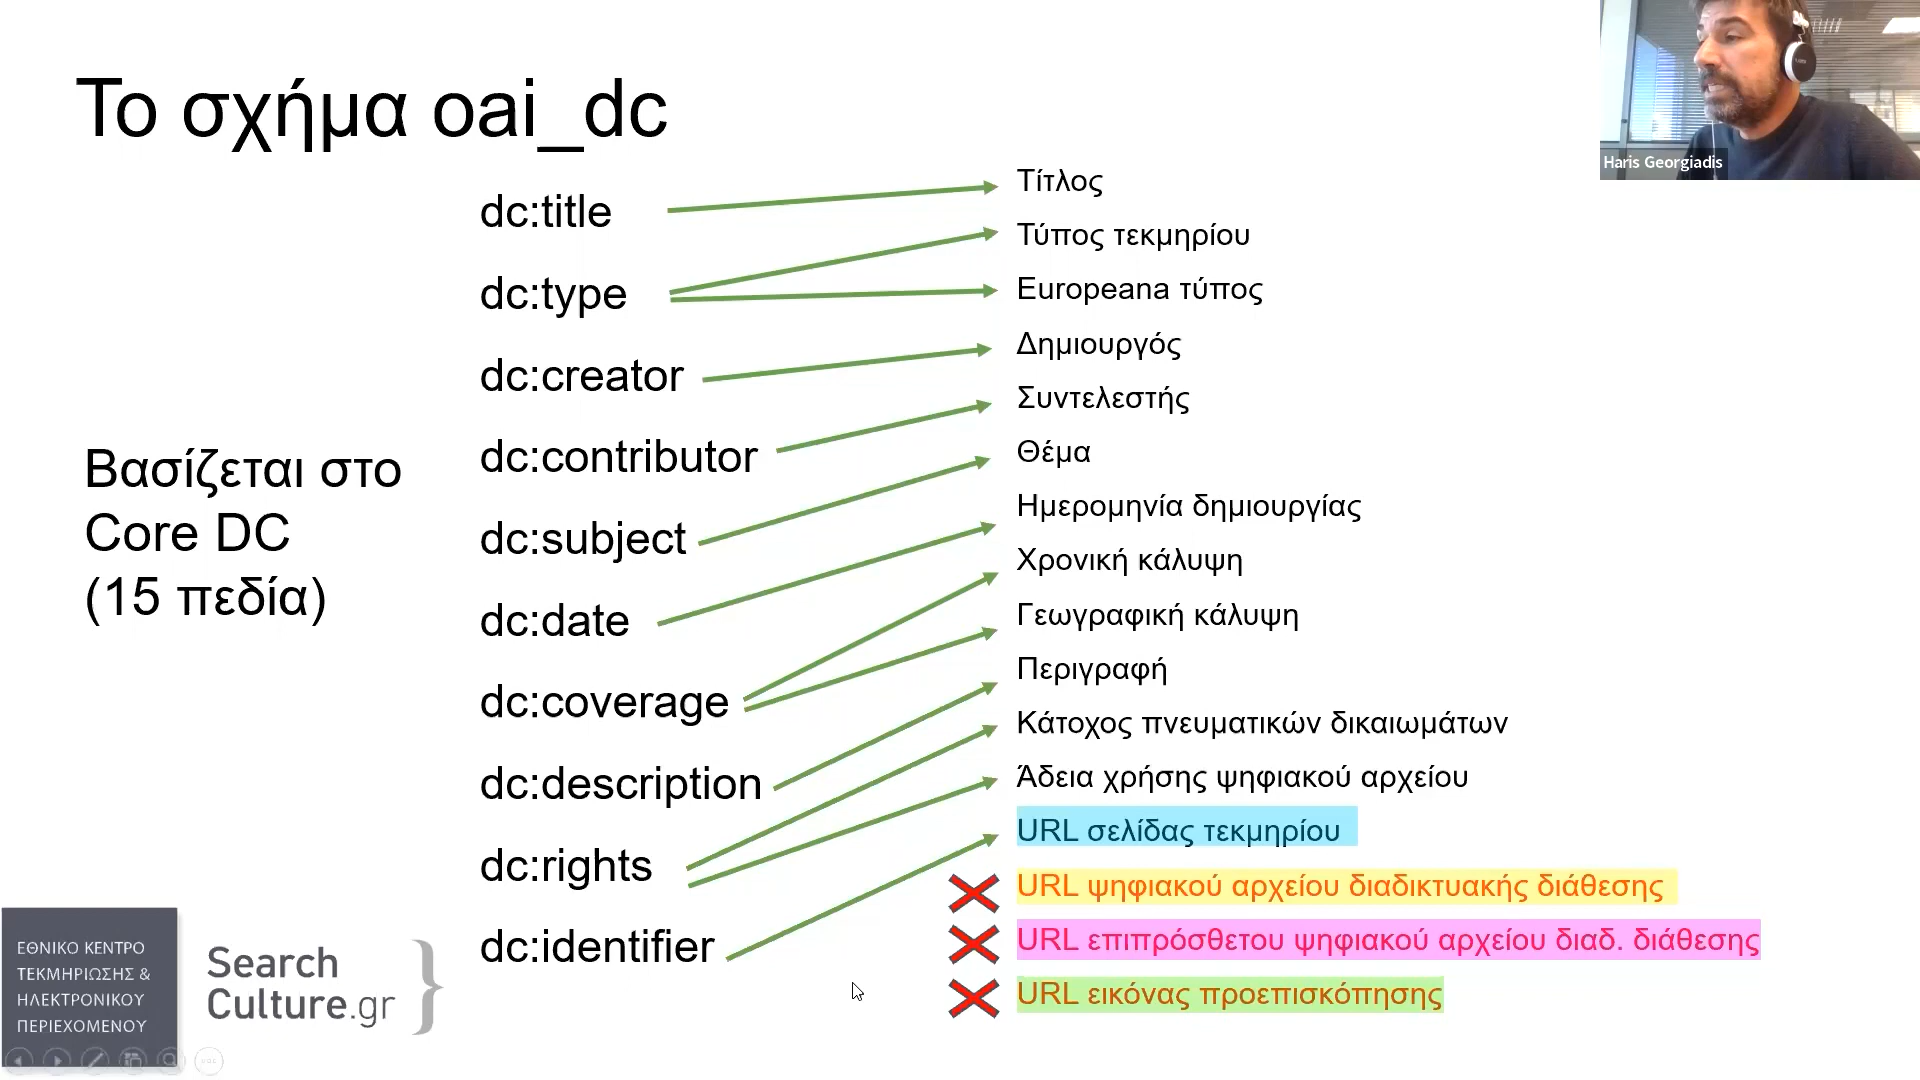 Το σχήμα oai_dc
Haris Georgiadis
Βασίζεται στο
Core DC
(15 πεδία)
dc:title
dc:type
dc:creator
dc:contributor
dc:subject
dc:date
dc:coverage
dc:description
dc:rights
dc:identifier
Τίτλος
Τύπος τεκμηρίου
Europeana τύπος
Δημιουργός
Συντελεστής
Θέμα
Ημερομηνία δημιουργίας
Χρονική κάλυψη
Γεωγραφική κάλυψη
Περιγραφή
Κάτοχος πνευματικών δικαιωμάτων
Άδεια χρήσης ψηφιακού αρχείου
URL σελίδας τεκμηρίου
URL ψηφιακού αρχείου διαδικτυακής διάθεσης
URL επιπρόσθετου ψηφιακού αρχείου διαδ. διάθεσης
URL εικόνας προεπισκόπησης
ΕΘΝΙΚΟ ΚΕΝΤΡΟ
ΤΕΚΜΗΡΙΩΣΗΣ &
ΗΛΕΚΤΡΟΝΙΚΟΥ
ΠΕΡΙΕΧΟΜΕΝΟΥ
Search
Culture.gr